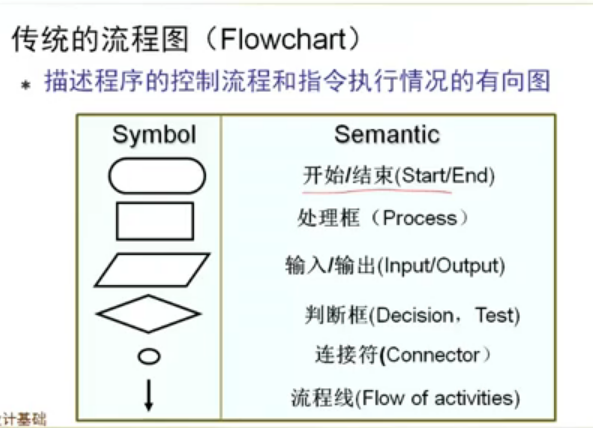 传统的流程图（Flowchart）
* 描述程序的控制流程和指令执行情况的有向图
Symbol Semantic
开始/结束(Start/End)
处理框（Process）
输入/输出(Input/Output)
判断框(Decision，Test)
连接符(Connector）
流程线(Flow of activities)
计基础